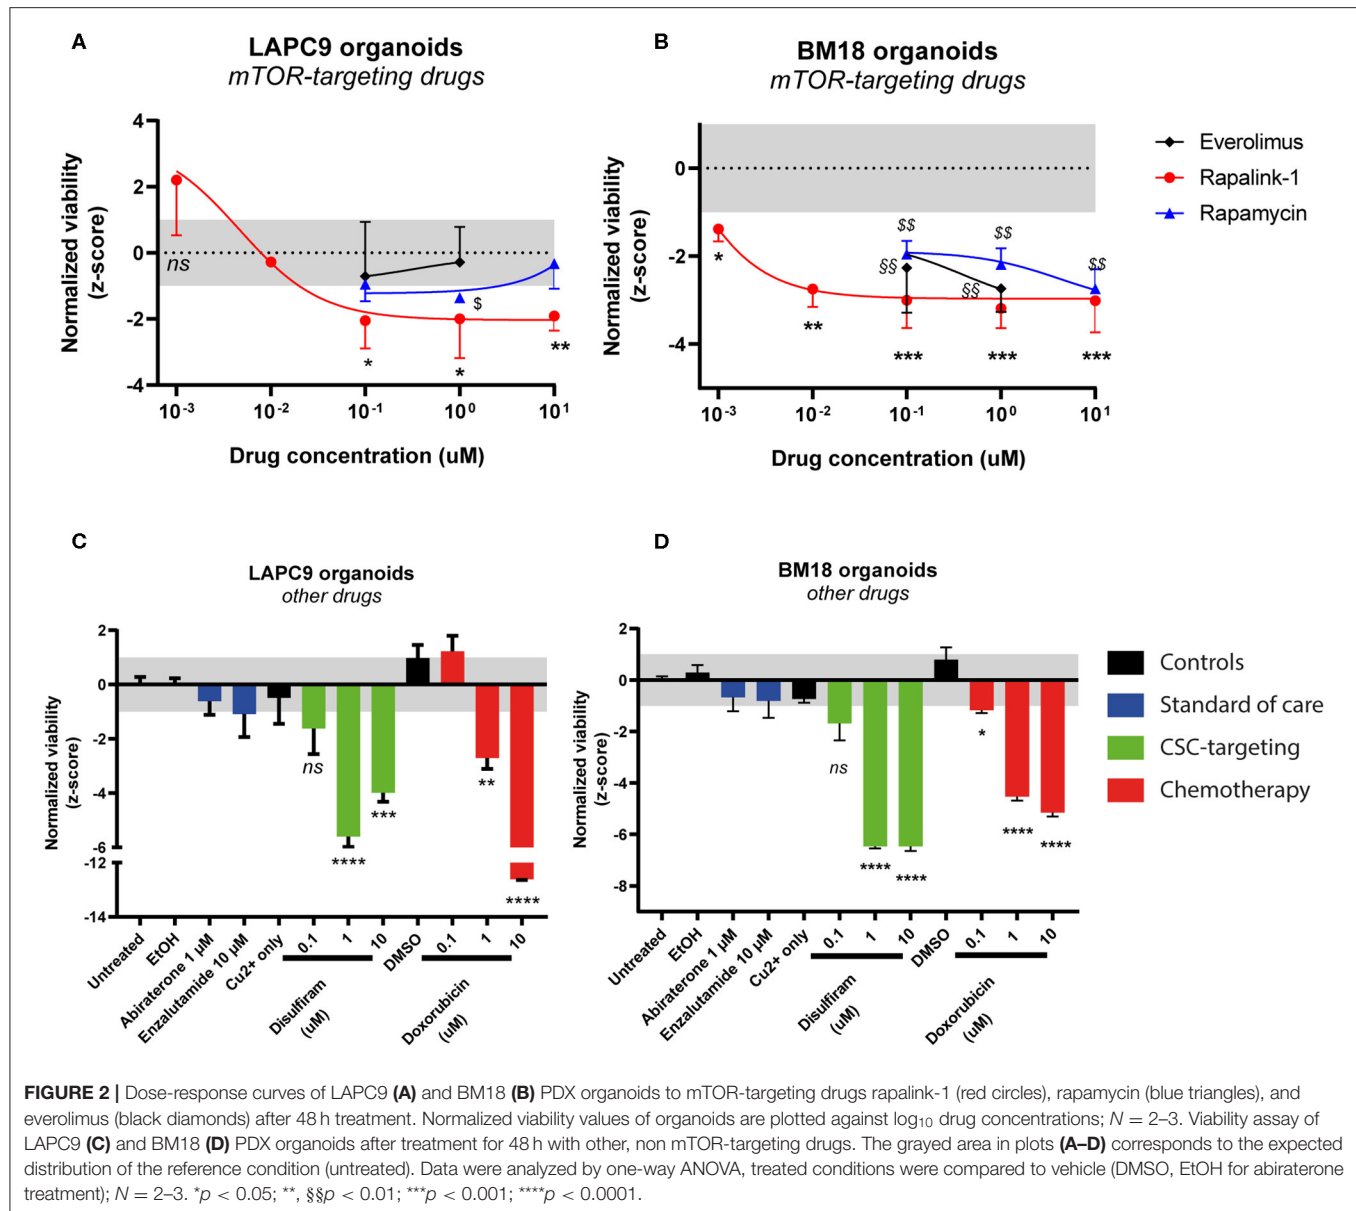 A
LAPC9 organoids
mTOR-targeting drugs
Normalized viability
(z-score)
4
2
0
-2
-4
ns
$
*
*
**
10-3
10-2
10-1
100
101
Drug concentration (uM)
B
BM18 organoids
mTOR-targeting drugs
Normalized viability
(z-score)
0
-2
-4
*
**
$$
§§
***
$$
§§
***
$$
***
10-3
10-2
10-1
100
101
Drug concentration (uM)
Everolimus
Rapalink-1
Rapamycin
C
LAPC9 organoids
other drugs
Normalized viability
(z-score)
2
0
-2
-4
-6
-12
-14
ns
****
***
**
****
Untreated
EtOH
Abiraterone 1 µM
Enzalutamide 10 µM
Cu2+ only
0.1
1
10
DMSO
0.1
1
10
Disulfiram
(uM)
Doxorubicin
(uM)
D
BM18 organoids
other drugs
Normalized viability
(z-score)
2
0
-2
-4
-6
-8
ns
****
****
*
****
****
Untreated
EtOH
Abiraterone 1 µM
Enzalutamide 10 µM
Cu2+ only
0.1
1
10
DMSO
0.1
1
10
Disulfiram
(uM)
Doxorubicin
(uM)
Controls
Standard of care
CSC-targeting
Chemotherapy
FIGURE 2 | Dose-response curves of LAPC9 (A) and BM18 (B) PDX organoids to mTOR-targeting drugs rapalink-1 (red circles), rapamycin (blue triangles), and
everolimus (black diamonds) after 48 h treatment. Normalized viability values of organoids are plotted against log10 drug concentrations; N = 2–3. Viability assay of
LAPC9 (C) and BM18 (D) PDX organoids after treatment for 48 h with other, non mTOR-targeting drugs. The grayed area in plots (A–D) corresponds to the expected
distribution of the reference condition (untreated). Data were analyzed by one-way ANOVA, treated conditions were compared to vehicle (DMSO, EtOH for abiraterone
treatment); N = 2–3. *p < 0.05; **, §§p < 0.01; ***p < 0.001; ****p < 0.0001.